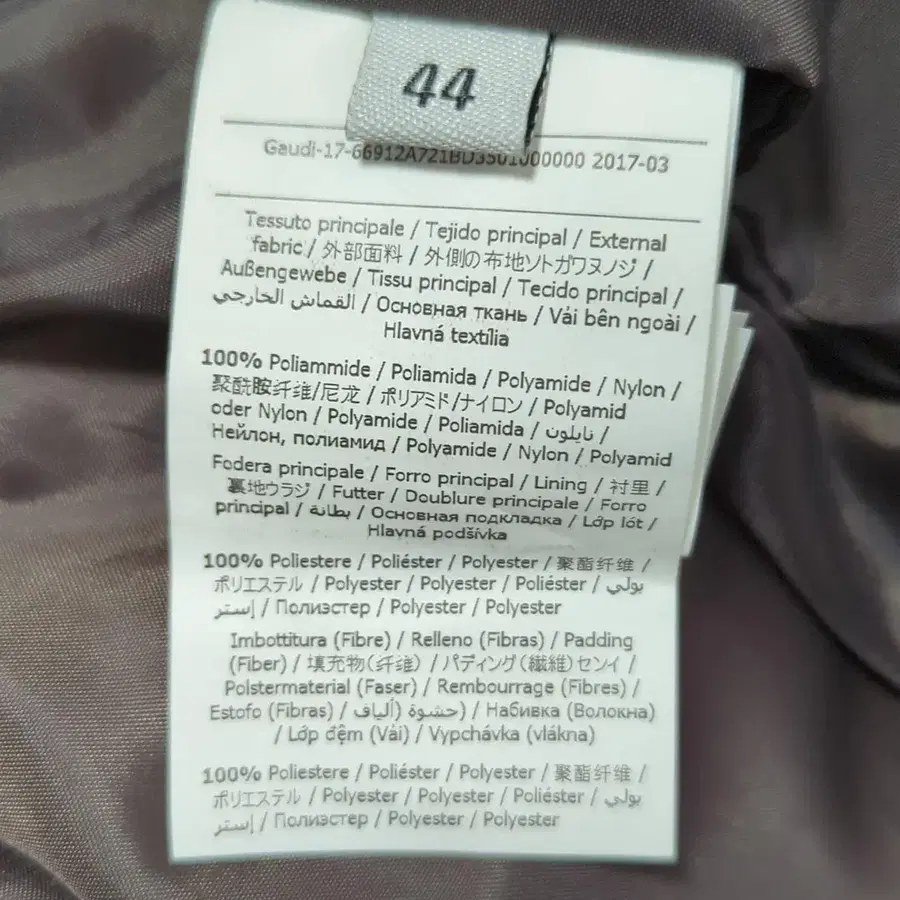 44
Gaudi-17-66912A721BD3501000000 2017-03
Tessuto principale / Tejido principal / External
fabric / 外部面料 / 外側の布地ソトガワヌノジ /
Außengewebe / Tissu principal / Tecido principal /
القماش الخارجي / Основная ткань / Vải bên ngoài /
Hlavná textília
100% Poliammide / Poliamida / Polyamide / Nylon /
聚酰胺纤维/尼龙 / ポリアミド/ナイロン / Polyamid
oder Nylon / Polyamide / Poliamida / نايلون /
Нейлон, полиамид / Polyamide / Nylon / Polyamid
Fodera principale / Forro principal / Lining / 衬里 /
裏地ウラジ / Futter / Doublure principale / Forro
principal / بطانة / Основная подкладка / Lớp lót /
Hlavná podšívka
100% Poliestere / Poliéster / Polyester / 聚酯纤维 /
ポリエステル / Polyester / Polyester / Poliéster / بولي
إستر / Полиэстер / Polyester / Polyester
Imbottitura (Fibre) / Relleno (Fibras) / Padding
(Fiber) / 填充物(纤维) / パディング(繊維)センイ /
Polstermaterial (Faser) / Rembourrage (Fibres) /
Estofo (Fibras) / حشوة (ألياف) / Набивка (Волокна)
/ Lớp đệm (Vải) / Vypchávka (vlákna)
100% Poliestere / Poliéster / Polyester / 聚酯纤维 /
ポリエステル / Polyester / Polyester / Poliéster / بولي
إستر / Полиэстер / Polyester / Polyester